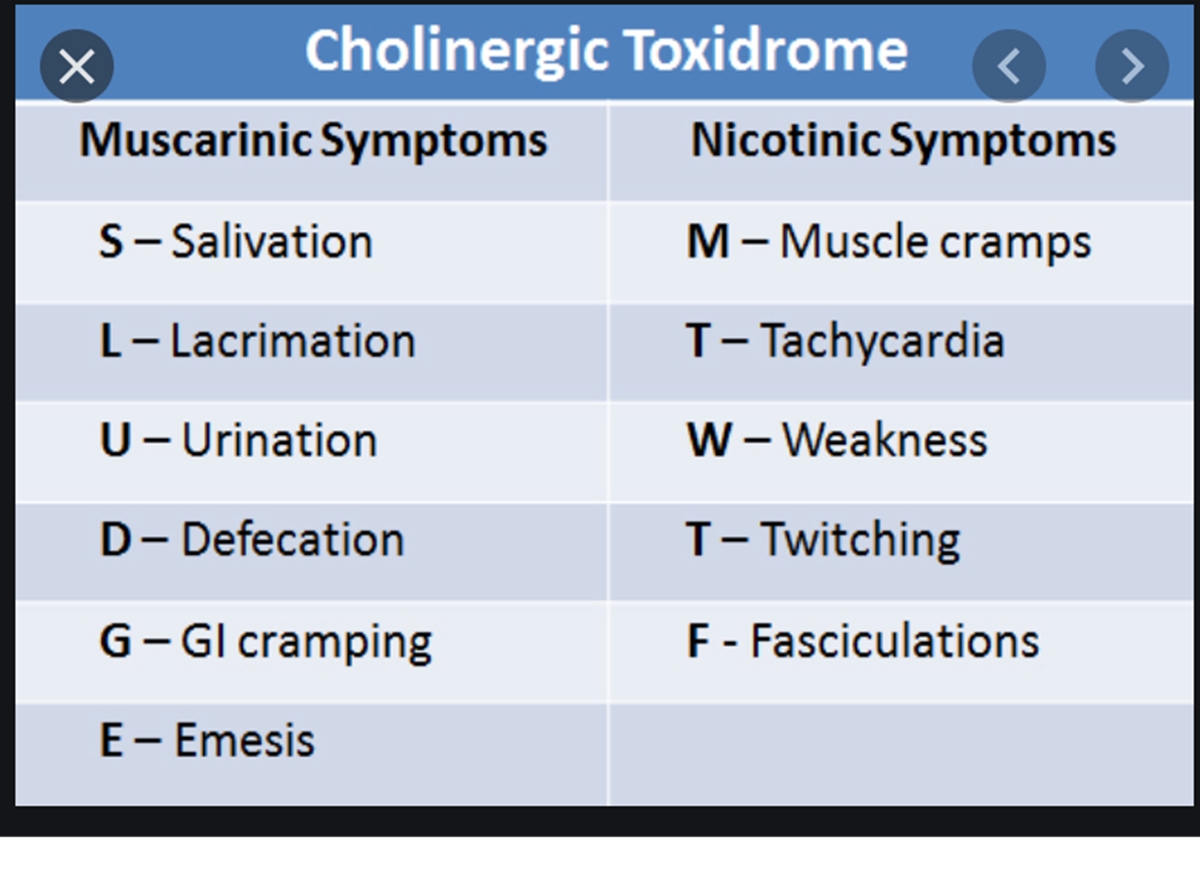 Cholinergic Toxidrome
Muscarinic Symptoms
Nicotinic Symptoms
S – Salivation
M – Muscle cramps
L – Lacrimation
T – Tachycardia
U – Urination
W – Weakness
D – Defecation
T – Twitching
G – GI cramping
F - Fasciculations
E – Emesis